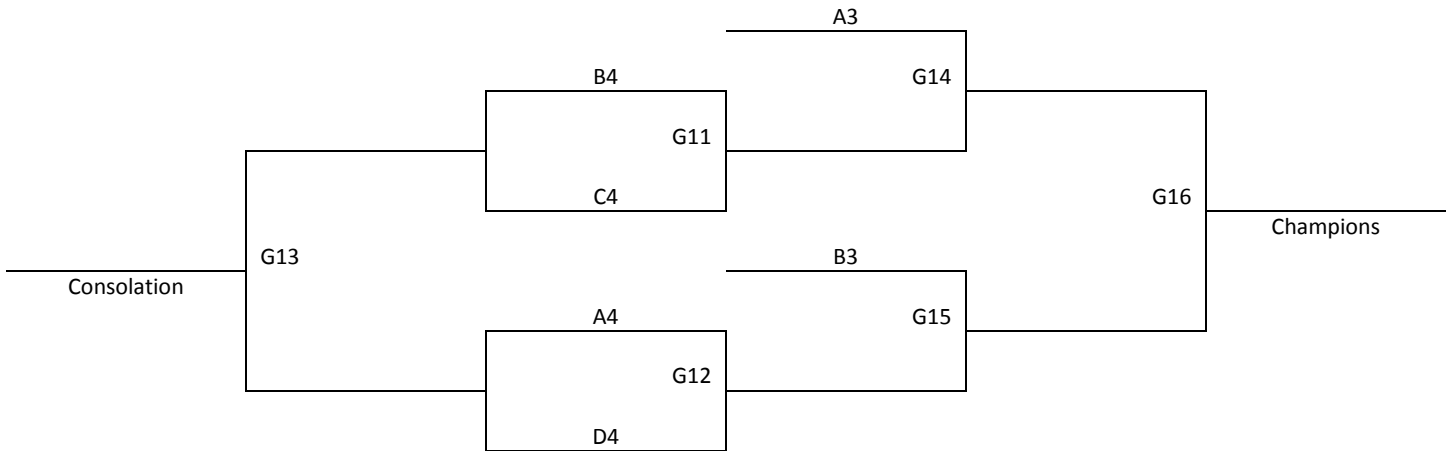 A3
B4
G14
G11
C4
G16
Champions
G13
B3
Consolation
A4
G15
G12
D4